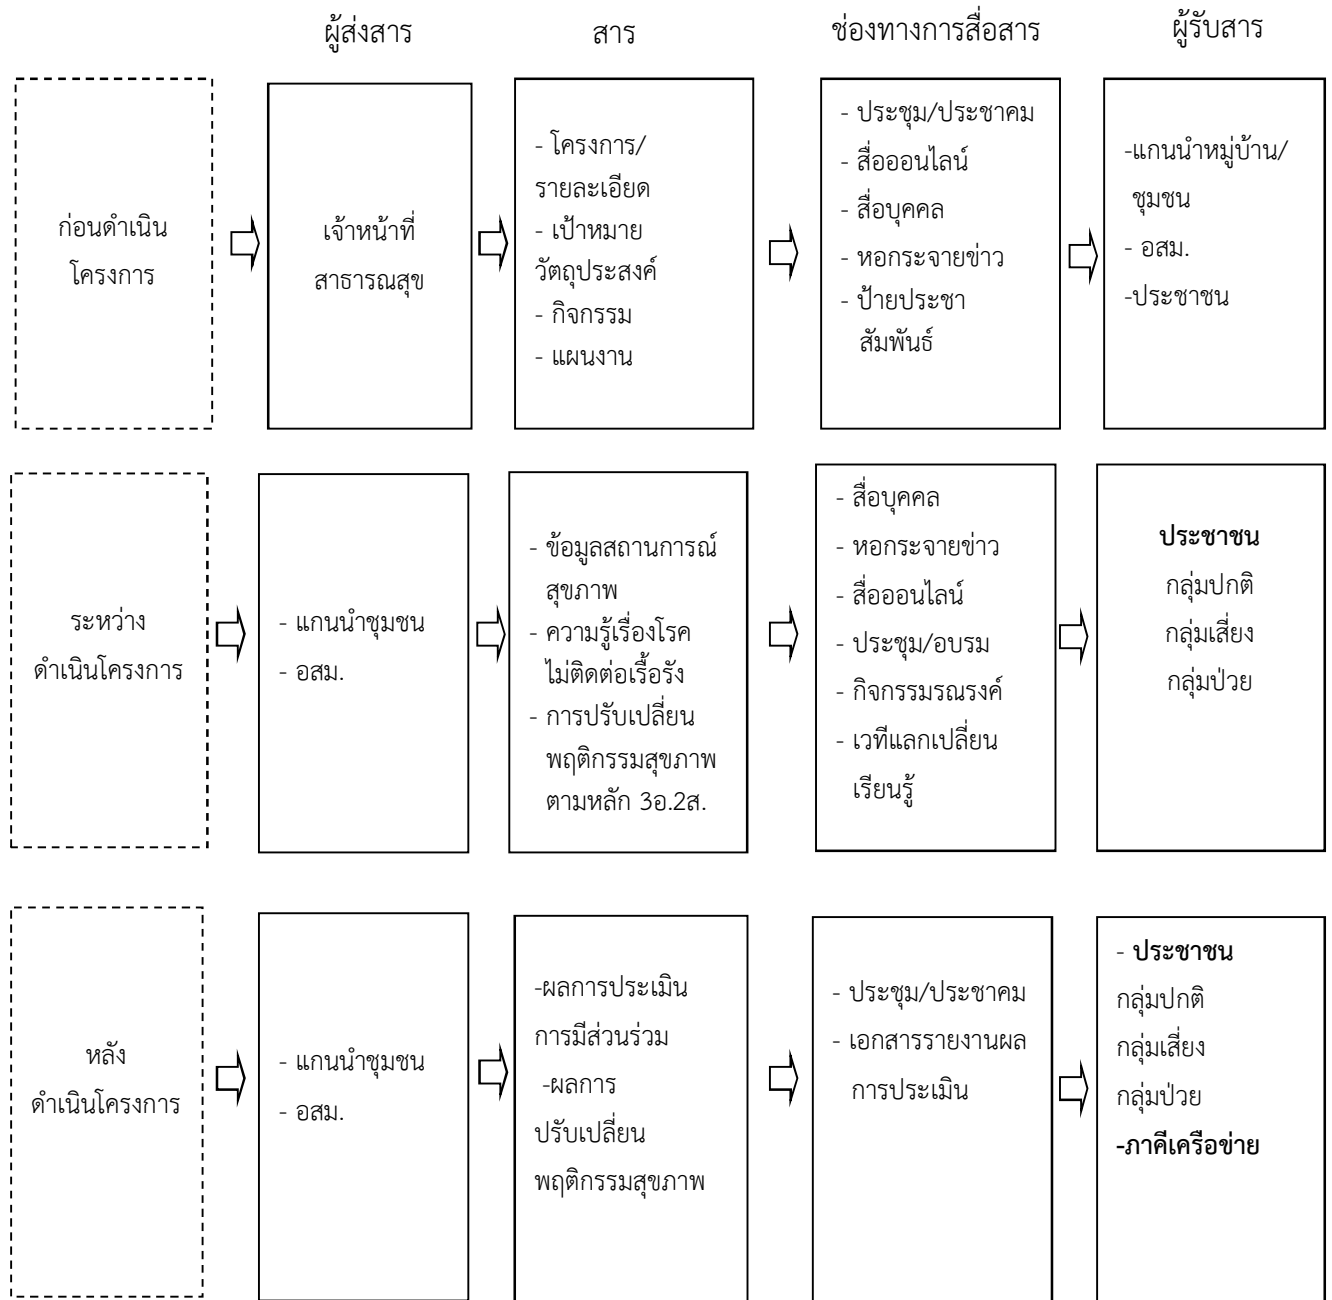 ผู้ส่งสาร
สาร
ช่องทางการสื่อสาร
ผู้รับสาร
ก่อนดำเนิน
โครงการ
เจ้าหน้าที่
สาธารณสุข
- โครงการ/
รายละเอียด
- เป้าหมาย
วัตถุประสงค์
- กิจกรรม
- แผนงาน
- ประชุม/ประชาคม
- สื่อออนไลน์
- สื่อบุคคล
- หอกระจายข่าว
- ป้ายประชา
สัมพันธ์
-แกนนำหมู่บ้าน/
ชุมชน
- อสม.
-ประชาชน
ระหว่าง
ดำเนินโครงการ
- แกนนำชุมชน
- อสม.
- ข้อมูลสถานการณ์
สุขภาพ
- ความรู้เรื่องโรค
ไม่ติดต่อเรื้อรัง
- การปรับเปลี่ยน
พฤติกรรมสุขภาพ
ตามหลัก 3อ.2ส.
- สื่อบุคคล
- หอกระจายข่าว
- สื่อออนไลน์
- ประชุม/อบรม
- กิจกรรมรณรงค์
- เวทีแลกเปลี่ยน
เรียนรู้
ประชาชน
กลุ่มปกติ
กลุ่มเสี่ยง
กลุ่มป่วย
หลัง
ดำเนินโครงการ
- แกนนำชุมชน
- อสม.
-ผลการประเมิน
การมีส่วนร่วม
-ผลการ
ปรับเปลี่ยน
พฤติกรรมสุขภาพ
- ประชุม/ประชาคม
- เอกสารรายงานผล
การประเมิน
- ประชาชน
กลุ่มปกติ
กลุ่มเสี่ยง
กลุ่มป่วย
-ภาคีเครือข่าย